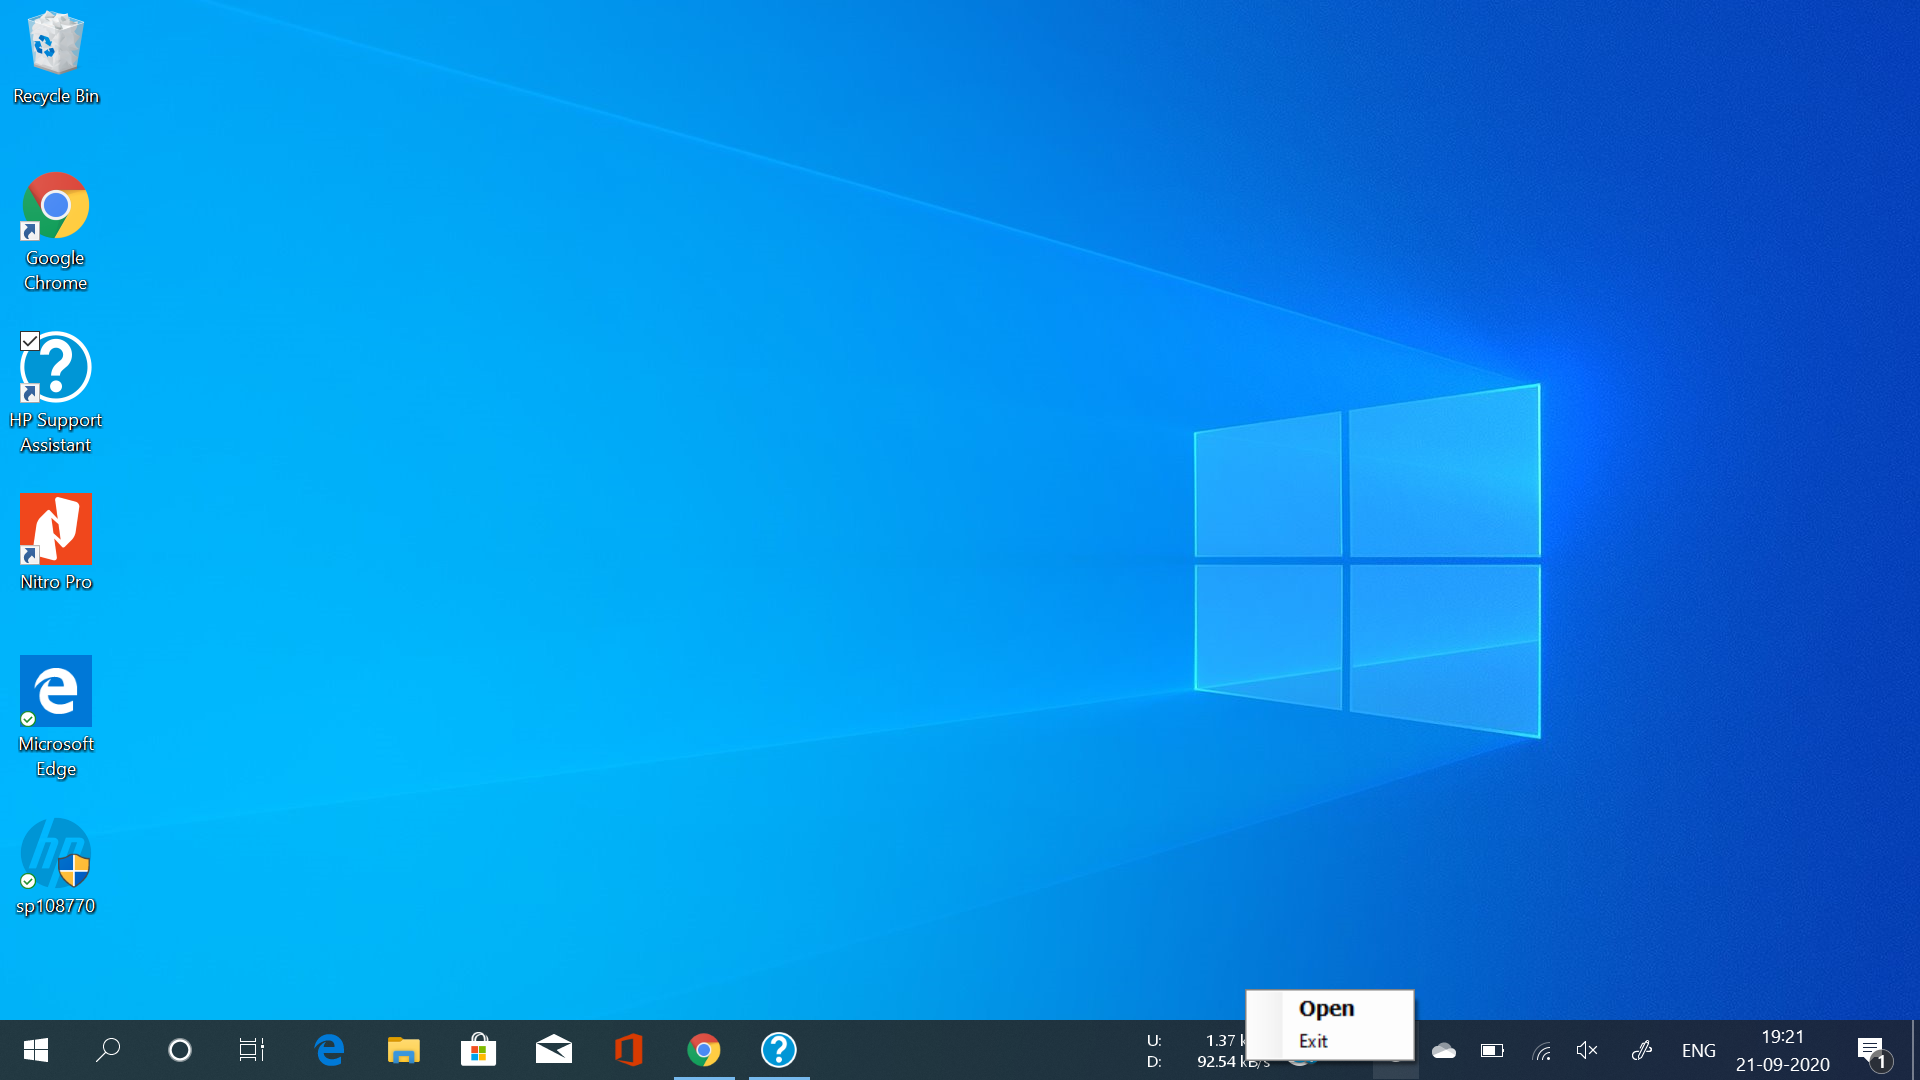 Recycle Bin
Google
Chrome
HP Support
Assistant
Nitro Pro
Microsoft
Edge
hp
sp108770
Open
Exit
U: 1.37
D: 92.54 kB/s
ENG
19:21
21-09-2020
1